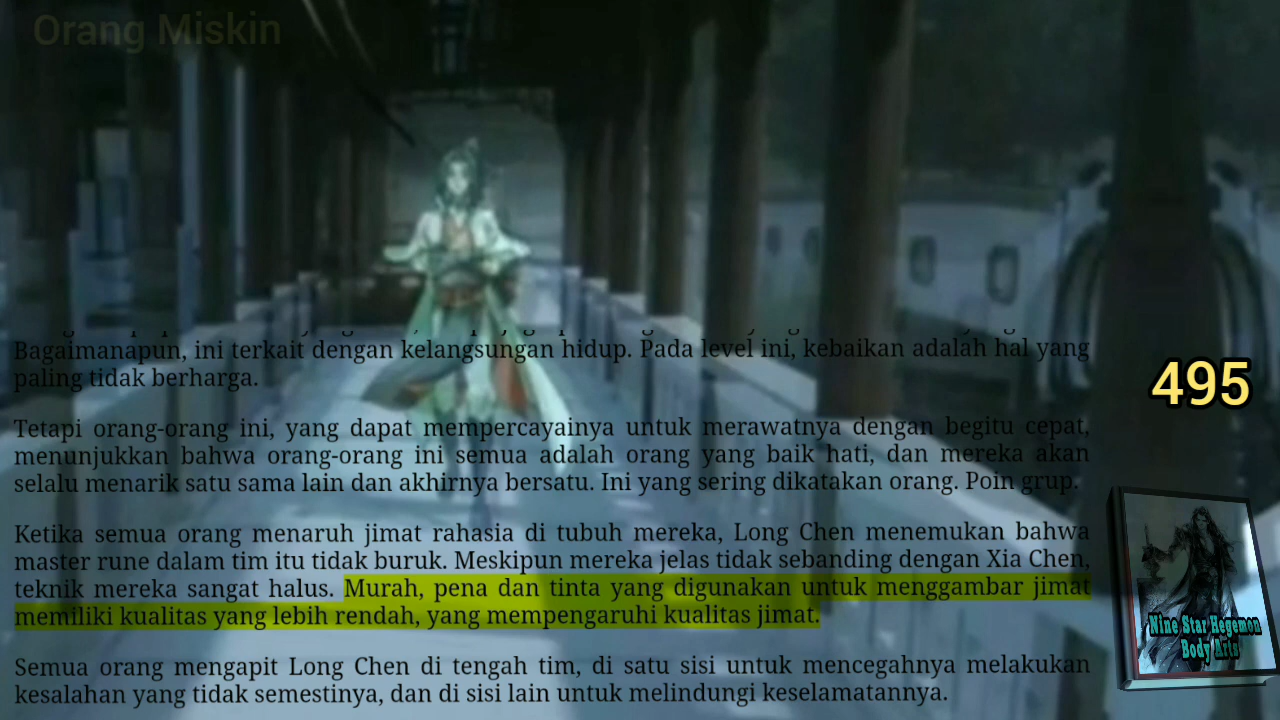 Orang Miskin
Bagaimanapun, ini terkait dengan kelangsungan hidup. Pada level ini, kebaikan adalah hal yang
paling tidak berharga.
Tetapi orang-orang ini, yang dapat mempercayainya untuk merawatnya dengan begitu cepat,
menunjukkan bahwa orang-orang ini semua adalah orang yang baik hati, dan mereka akan
selalu menarik satu sama lain dan akhirnya bersatu. Ini yang sering dikatakan orang. Poin grup.
Ketika semua orang menaruh jimat rahasia di tubuh mereka, Long Chen menemukan bahwa
master rune dalam tim itu tidak buruk. Meskipun mereka jelas tidak sebanding dengan Xia Chen,
teknik mereka sangat halus. Murah, pena dan tinta yang digunakan untuk menggambar jimat
memiliki kualitas yang lebih rendah, yang mempengaruhi kualitas jimat.
Semua orang mengapit Long Chen di tengah tim, di satu sisi untuk mencegahnya melakukan
kesalahan yang tidak semestinya, dan di sisi lain untuk melindungi keselamatannya.
495
Nine Star Hegemon
Body Arts